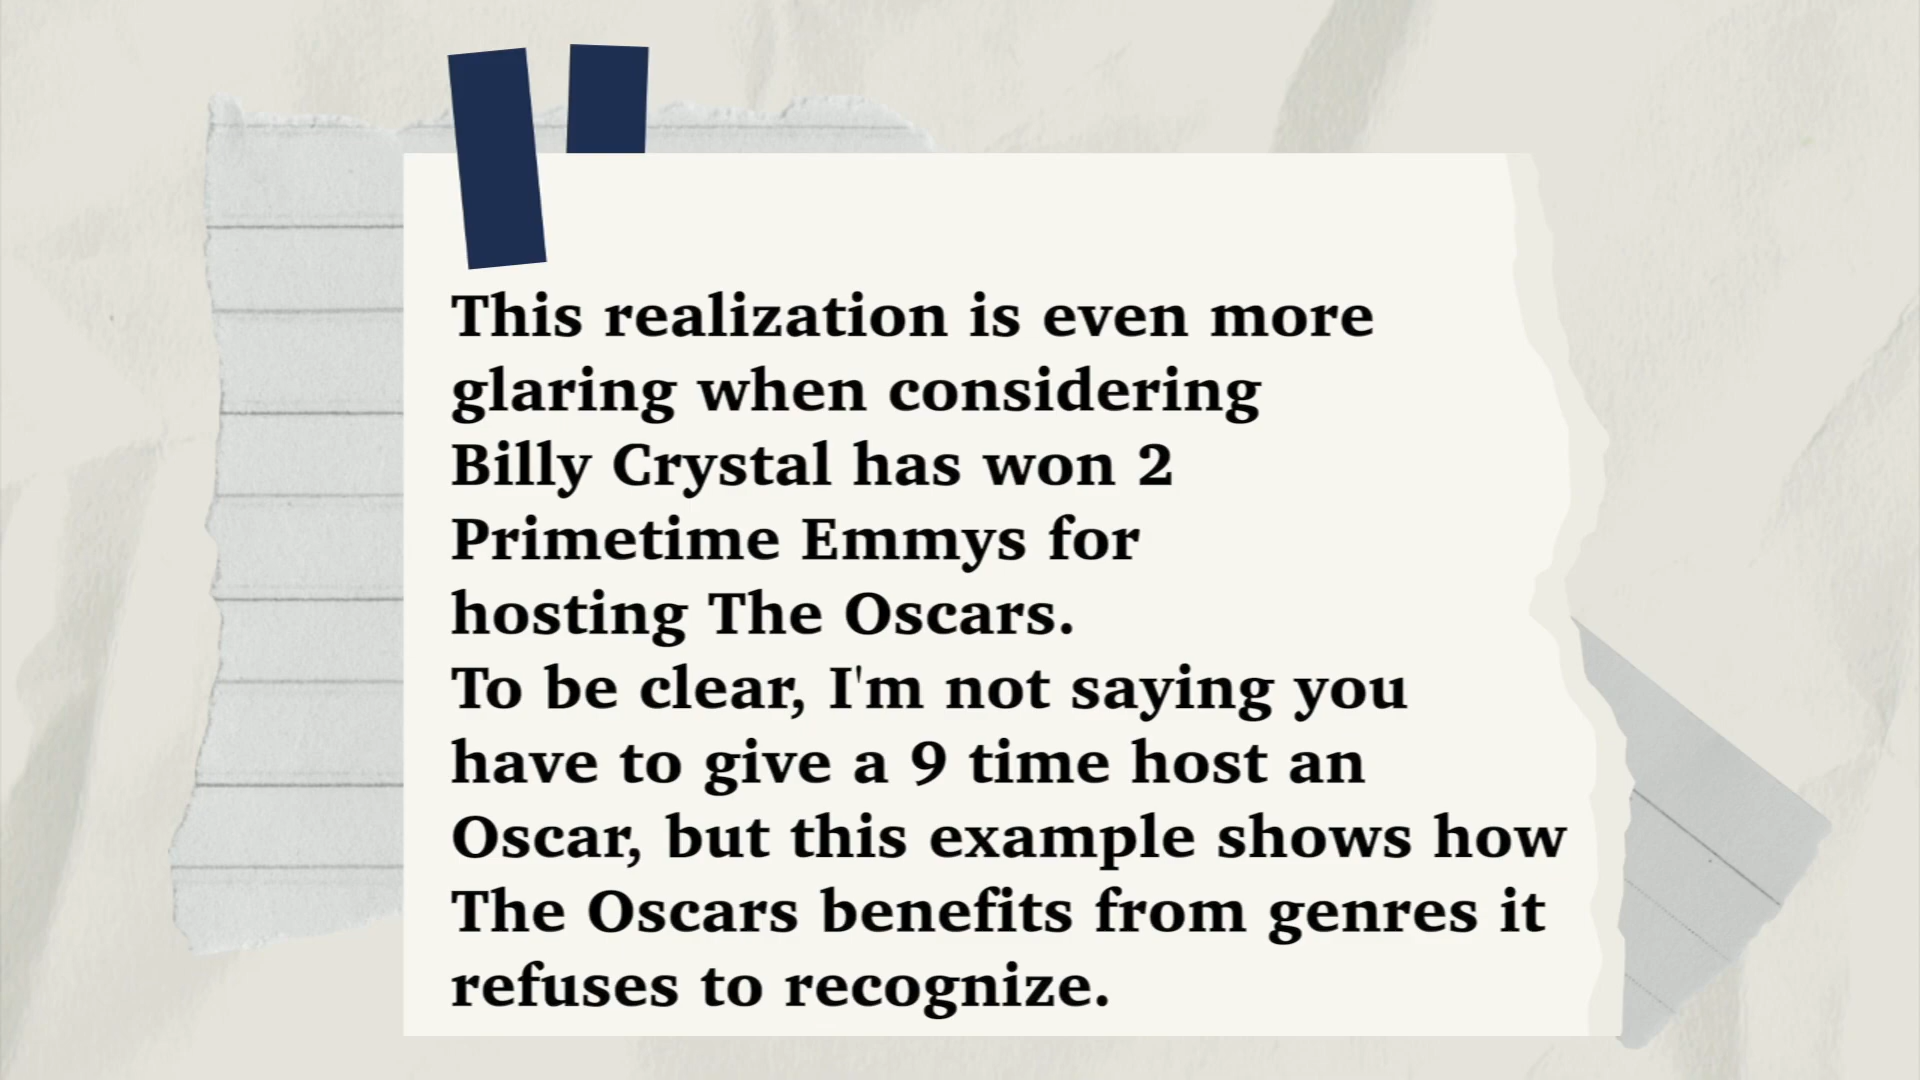 This realization is even more
glaring when considering
Billy Crystal has won 2
Primetime Emmys for
hosting The Oscars.
To be clear, I'm not saying you
have to give a 9 time host an
Oscar, but this example shows how
The Oscars benefits from genres it
refuses to recognize.